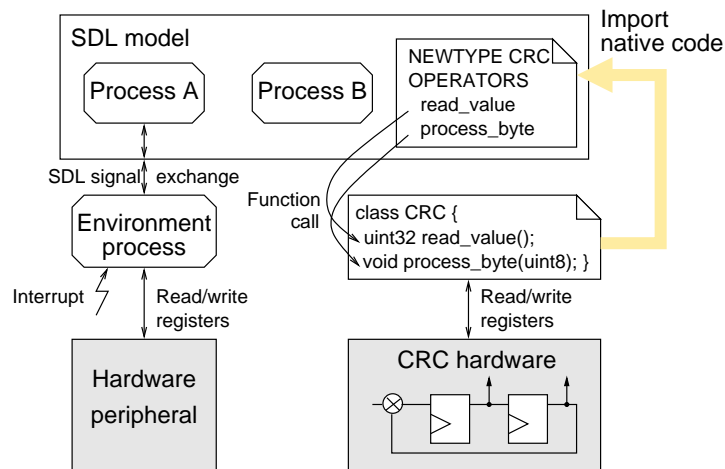 SDL model
Process A
Process B
NEWTYPE CRC
OPERATORS
read_value
process_byte
Import
native code
SDL signal exchange
Environment
process
Function
call
class CRC {
uint32 read_value();
void process_byte(uint8); }
Interrupt
Read/write
registers
Read/write
registers
Hardware
peripheral
CRC hardware